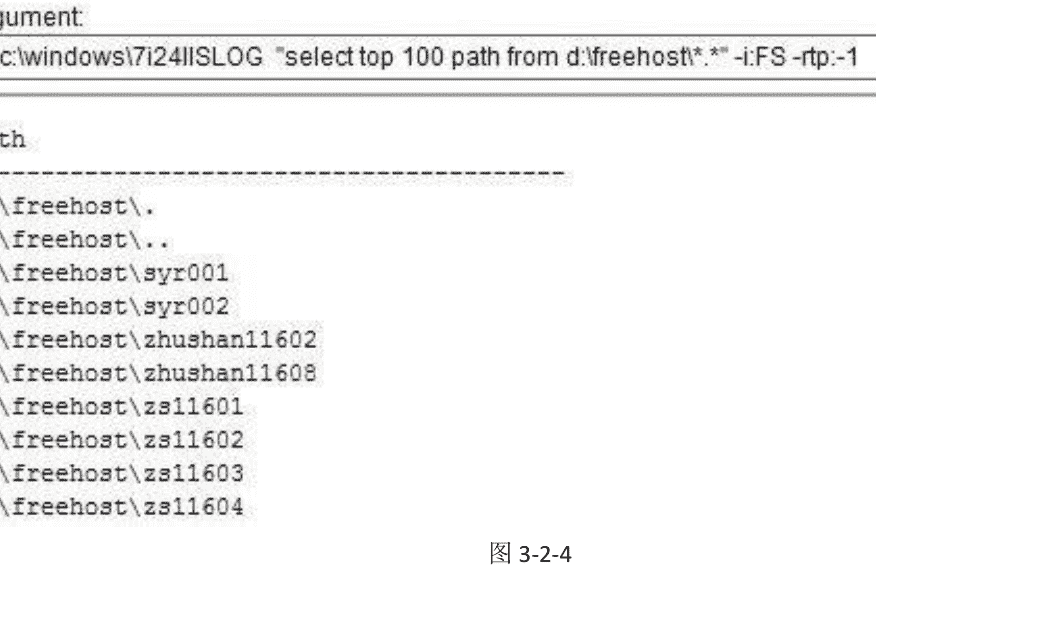 gument:
c:\windows\7i24IISLOG "select top 100 path from d:\freehost\*.*" -i:FS -rtp:-1
th
---------------------------------------
\freehost\.
\freehost\..
\freehost\syr001
\freehost\syr002
\freehost\zhushan11602
\freehost\zhushan11608
\freehost\zs11601
\freehost\zs11602
\freehost\zs11603
\freehost\zs11604
图 3-2-4